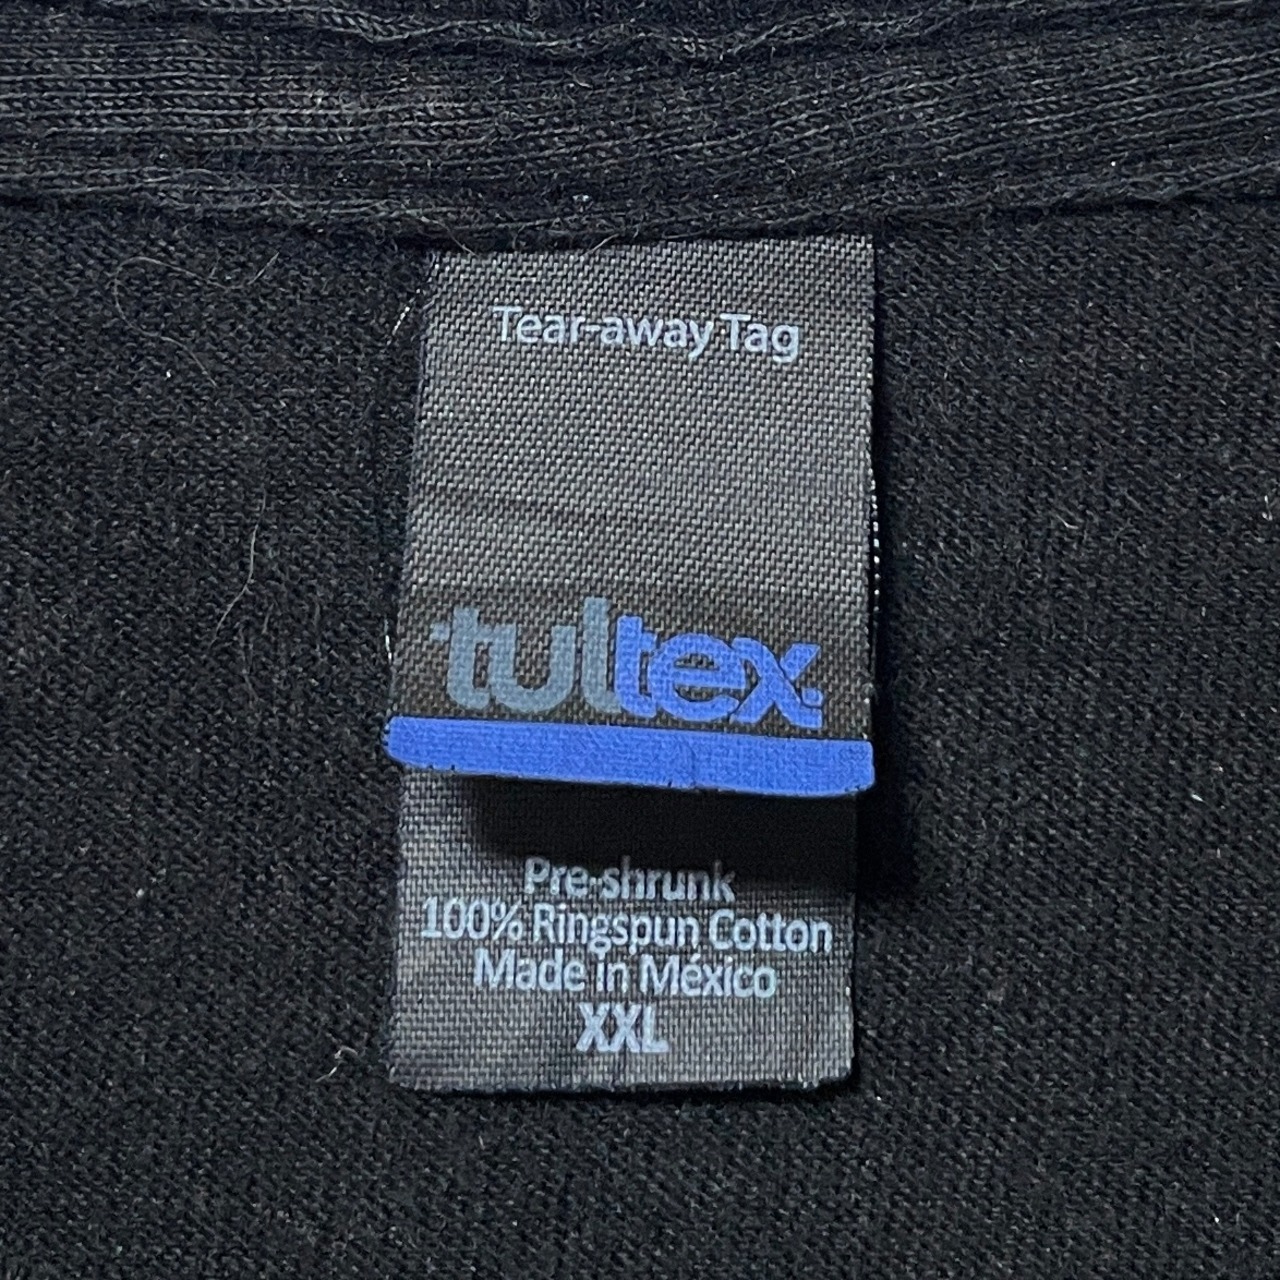 Tear-away Tag
tultex
Pre-shrunk
100% Ringspun Cotton
Made in México
XXL